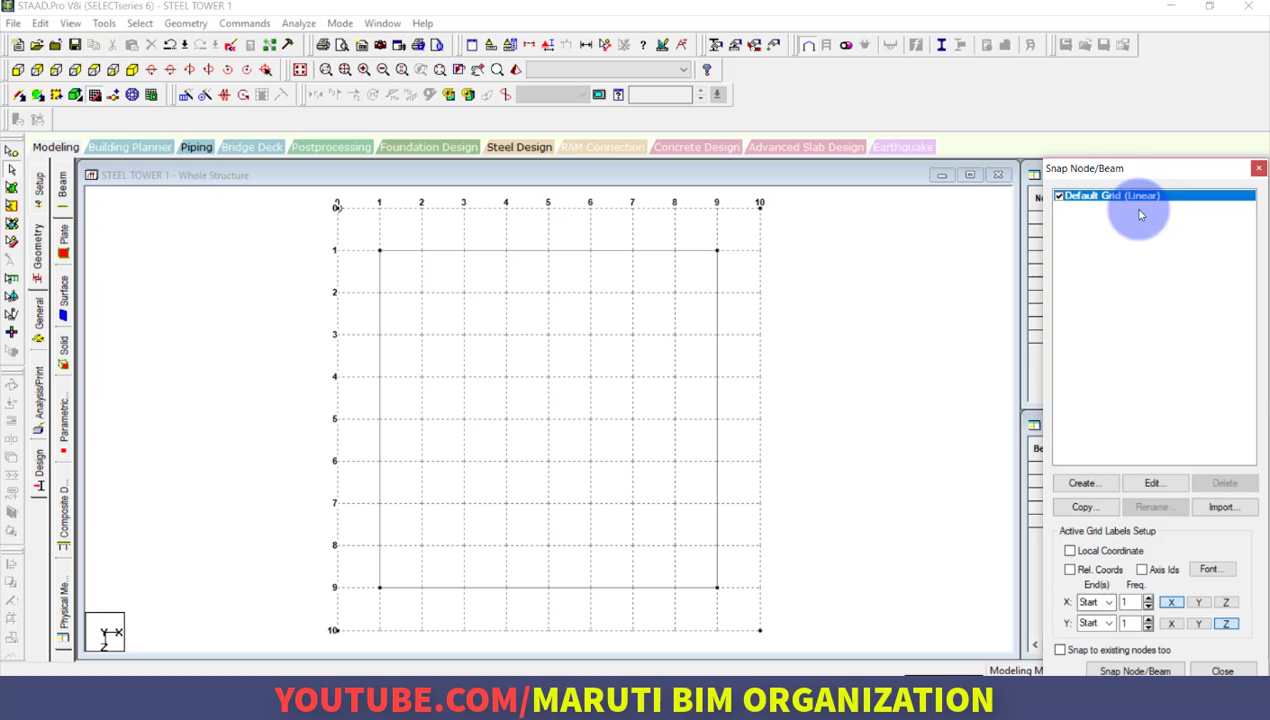 STAAD.Pro V8i (SELECTseries 6) - STEEL TOWER 1
File Edit View Tools Select Geometry Commands Analyze Mode Window Help
Modeling Building Planner Piping Bridge Deck Postprocessing Foundation Design Steel Design RAM Connection Concrete Design Advanced Slab Design Earthquake
STEEL TOWER 1 - Whole Structure
Snap Node/Beam
Default Grid (Linear)
Setup
Geometry
General
Analysis/Print
Design
Beam
Plate
Surface
Solid
Parametric...
Composite D...
Physical Me...
0 1 2 3 4 5 6 7 8 9 10
0
1
2
3
4
5
6
7
8
9
10
Y X
Z
No
Be
Create... Edit... Delete
Copy... Rename... Import...
Active Grid Labels Setup
Local Coordinate
Rel. Coords Axis Ids Font...
End(s) Freq.
X: Start 1 X Y Z
Y: Start 1 X Y Z
Snap to existing nodes too
Snap Node/Beam Close
Modeling M
YOUTUBE.COM/MARUTI BIM ORGANIZATION